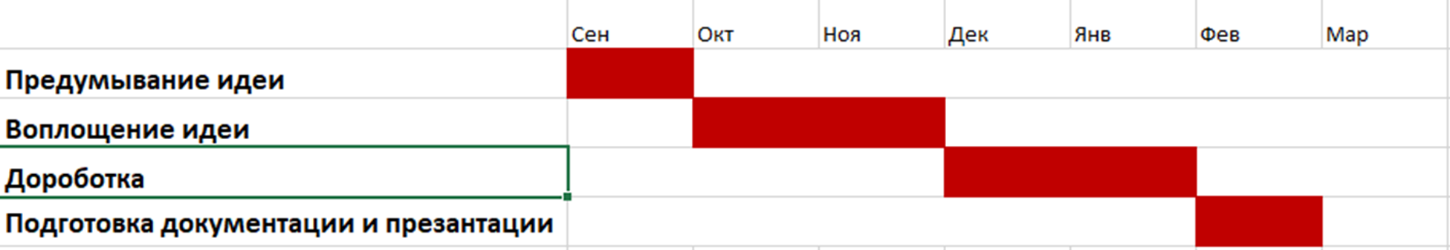 Сен Окт Ноя Дек Янв Фев Мар
Предумывание идеи
Воплощение идеи
Дороботка
Подготовка документации и презантации